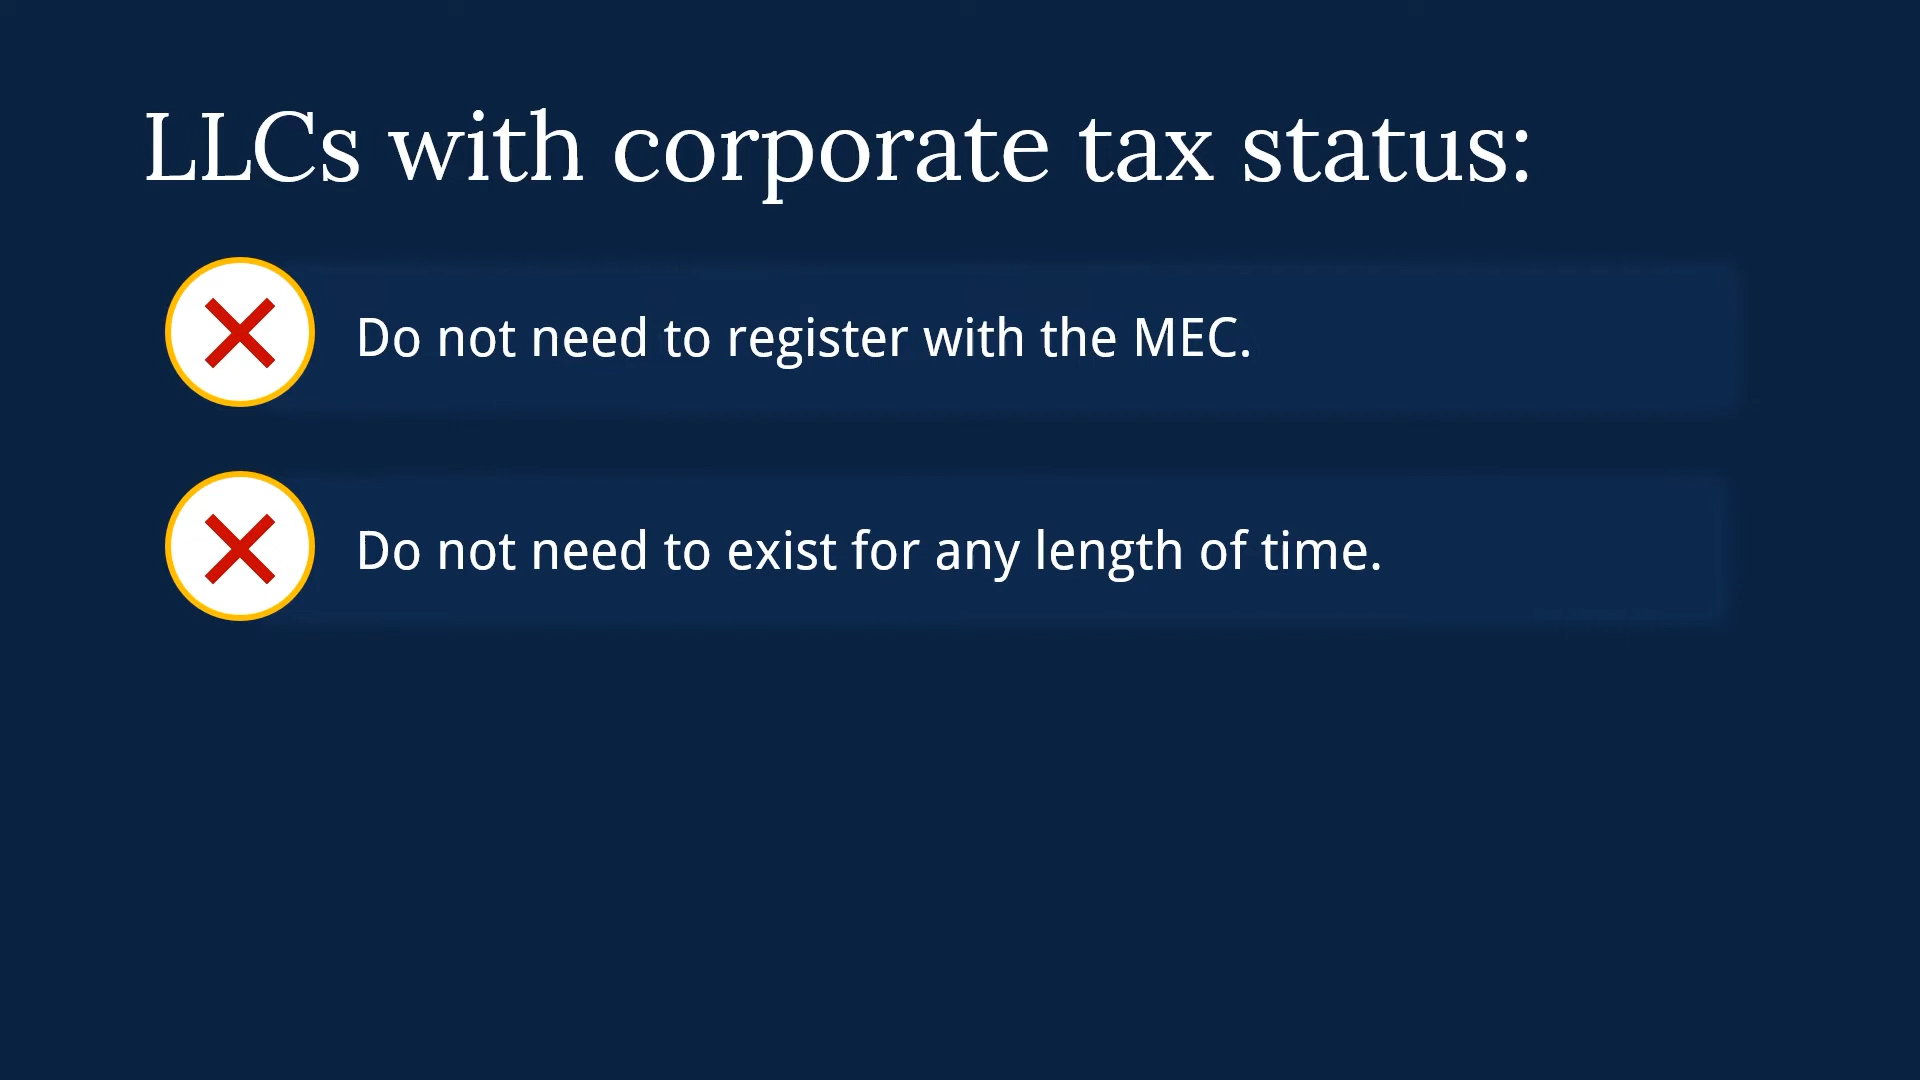 LLCs with corporate tax status:
Do not need to register with the MEC.
Do not need to exist for any length of time.